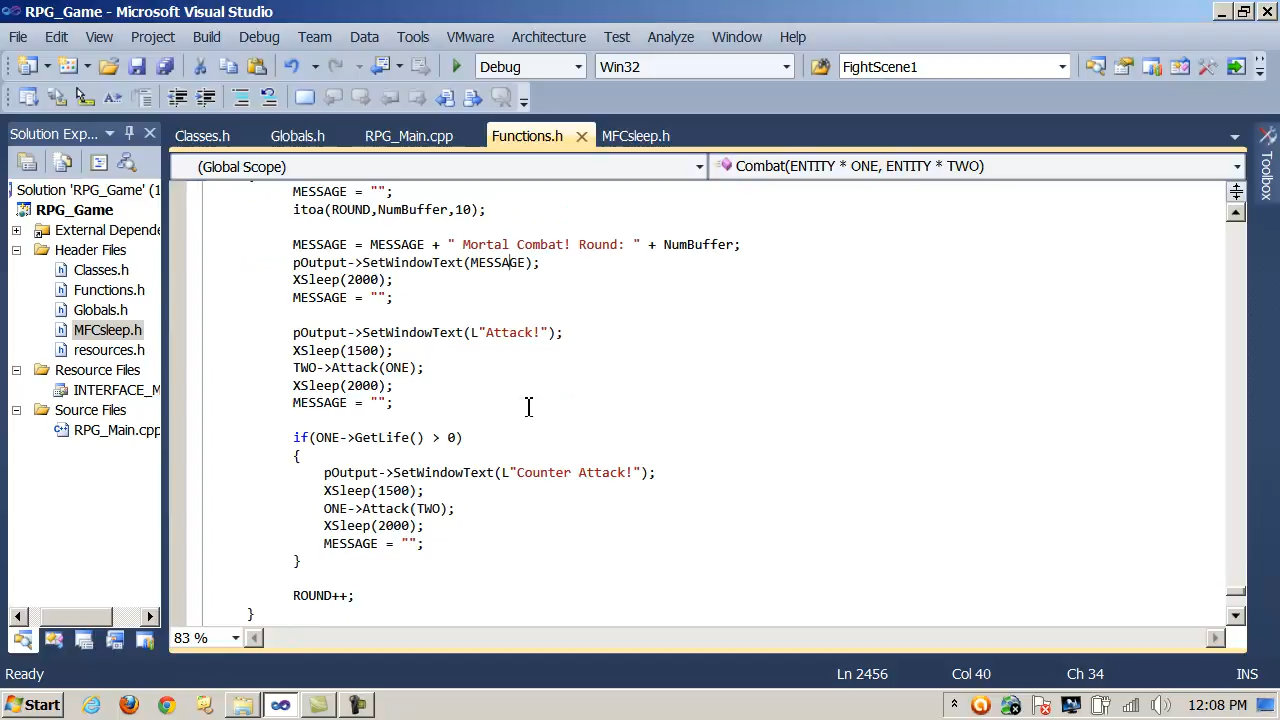 RPG_Game - Microsoft Visual Studio
File Edit View Project Build Debug Team Data Tools VMware Architecture Test Analyze Window Help
Debug Win32 FightScene1
Solution Exp... Classes.h Globals.h RPG_Main.cpp Functions.h MFCsleep.h
(Global Scope) Combat(ENTITY * ONE, ENTITY * TWO)
Toolbox
Solution 'RPG_Game' (1
RPG_Game
External Depende
Header Files
Classes.h
Functions.h
Globals.h
MFCsleep.h
resources.h
Resource Files
INTERFACE_M
Source Files
RPG_Main.cpp
MESSAGE = "";
itoa(ROUND,NumBuffer,10);
MESSAGE = MESSAGE + " Mortal Combat! Round: " + NumBuffer;
pOutput->SetWindowText(MESSAGE);
XSleep(2000);
MESSAGE = "";
pOutput->SetWindowText(L"Attack!");
XSleep(1500);
TWO->Attack(ONE);
XSleep(2000);
MESSAGE = "";
if(ONE->GetLife() > 0)
{
pOutput->SetWindowText(L"Counter Attack!");
XSleep(1500);
ONE->Attack(TWO);
XSleep(2000);
MESSAGE = "";
}
ROUND++;
}
83 %
Ready Ln 2456 Col 40 Ch 34 INS
Start 12:08 PM